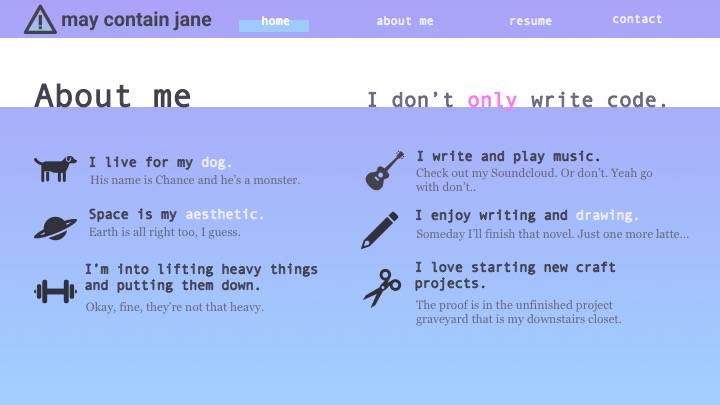 may contain jane
home
about me
resume
contact
About me
I don't only write code.
I live for my dog.
His name is Chance and he's a monster.
Space is my aesthetic.
Earth is all right too, I guess.
I'm into lifting heavy things
and putting them down.
Okay, fine, they're not that heavy.
I write and play music.
Check out my Soundcloud. Or don't. Yeah go
with don't..
I enjoy writing and drawing.
Someday I'll finish that novel. Just one more latte...
I love starting new craft
projects.
The proof is in the unfinished project
graveyard that is my downstairs closet.